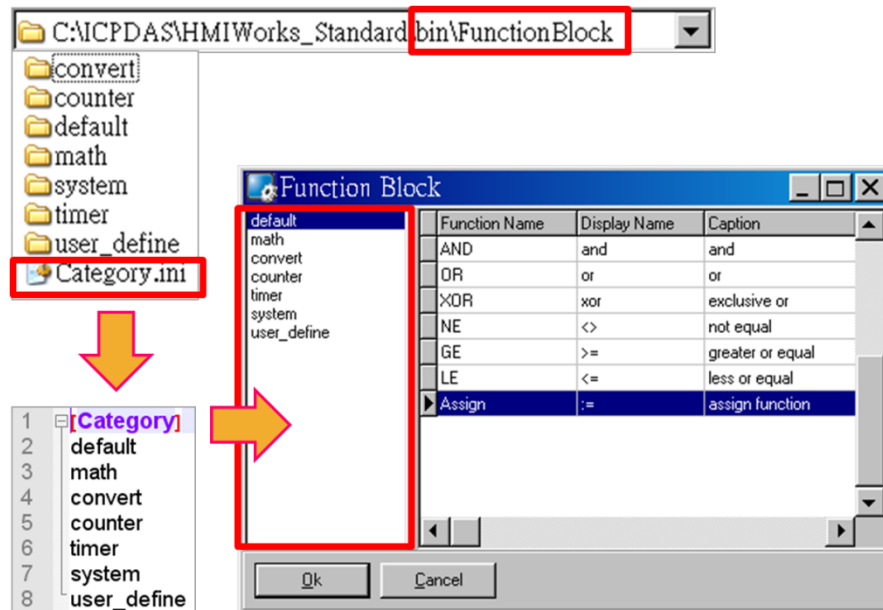 C:\ICPDAS\HMIWorks_Standard\bin\FunctionBlock
convert
counter
default
math
system
timer
user_define
Category.ini
Function Block
default
math
convert
counter
timer
system
user_define
Function Name Display Name Caption
AND and and
OR or or
XOR xor exclusive or
NE <> not equal
GE >= greater or equal
LE <= less or equal
Assign := assign function
Ok Cancel
1 [Category]
2 default
3 math
4 convert
5 counter
6 timer
7 system
8 user_define